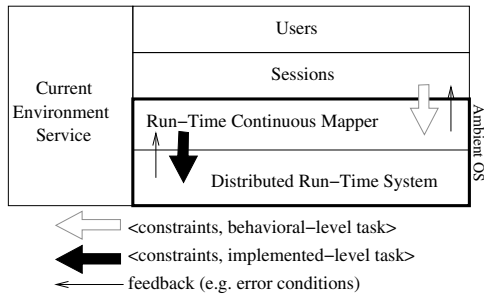 Users
Sessions
Current
Environment
Service
Run-Time Continuous Mapper
Distributed Run-Time System
Ambient OS
<constraints, behavioral-level task>
<constraints, implemented-level task>
feedback (e.g. error conditions)